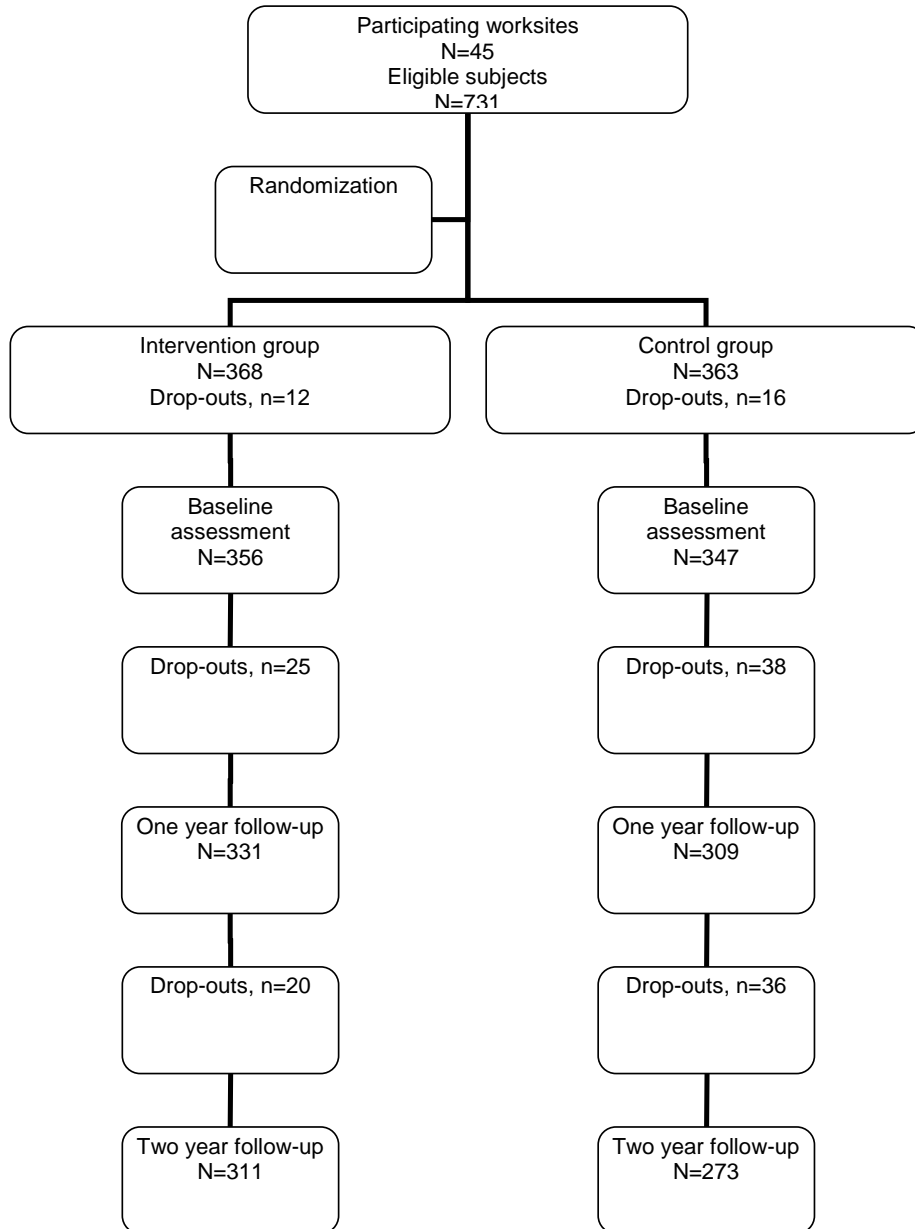 Participating worksites
N=45
Eligible subjects
N=731
Randomization
Intervention group
N=368
Drop-outs, n=12
Control group
N=363
Drop-outs, n=16
Baseline
assessment
N=356
Baseline
assessment
N=347
Drop-outs, n=25
Drop-outs, n=38
One year follow-up
N=331
One year follow-up
N=309
Drop-outs, n=20
Drop-outs, n=36
Two year follow-up
N=311
Two year follow-up
N=273